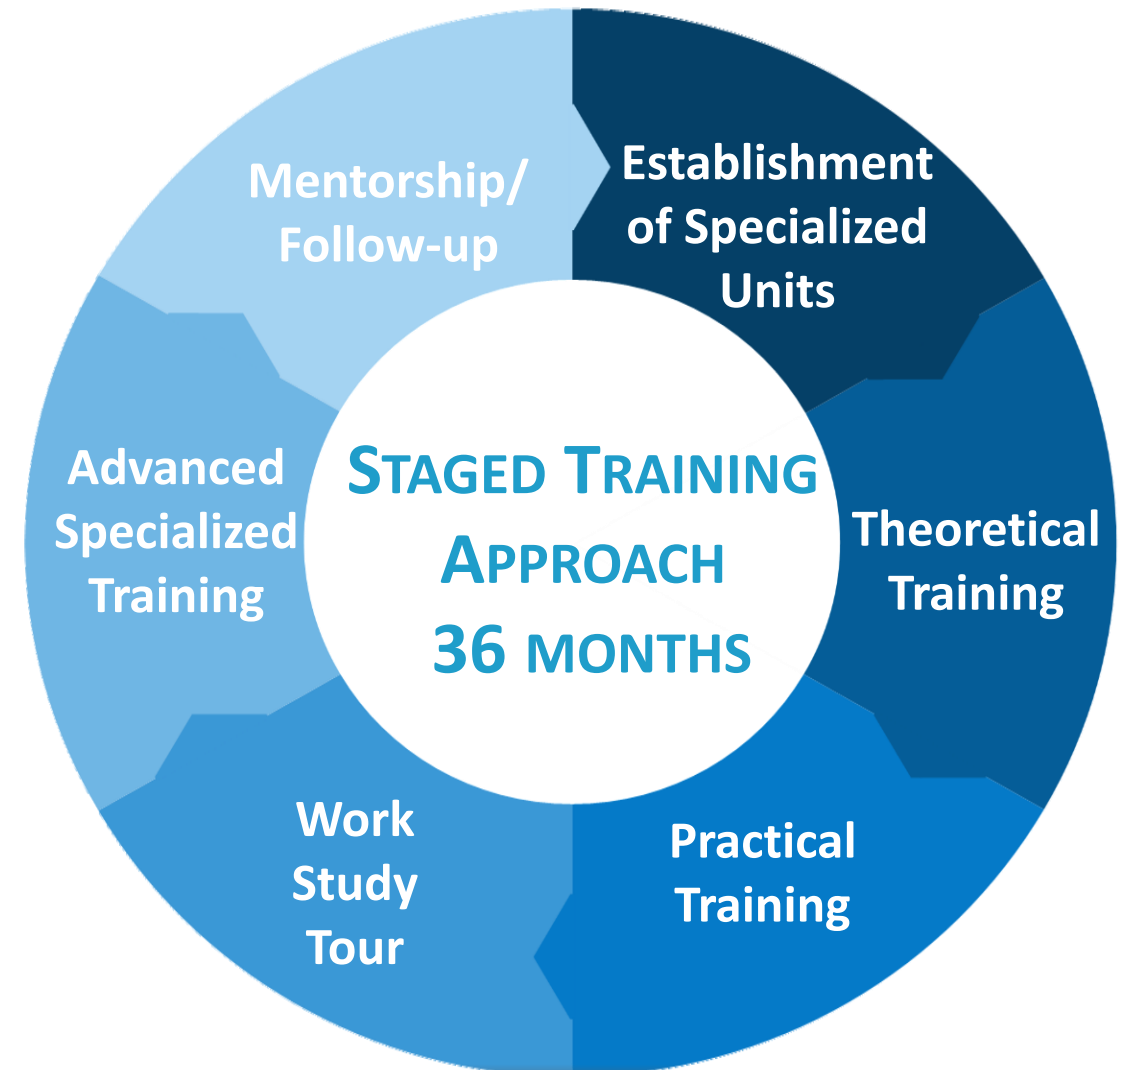 Establishment
of Specialized
Units
Theoretical
Training
Practical
Training
Work
Study
Tour
Advanced
Specialized
Training
Mentorship/
Follow-up
STAGED TRAINING
APPROACH
36 MONTHS